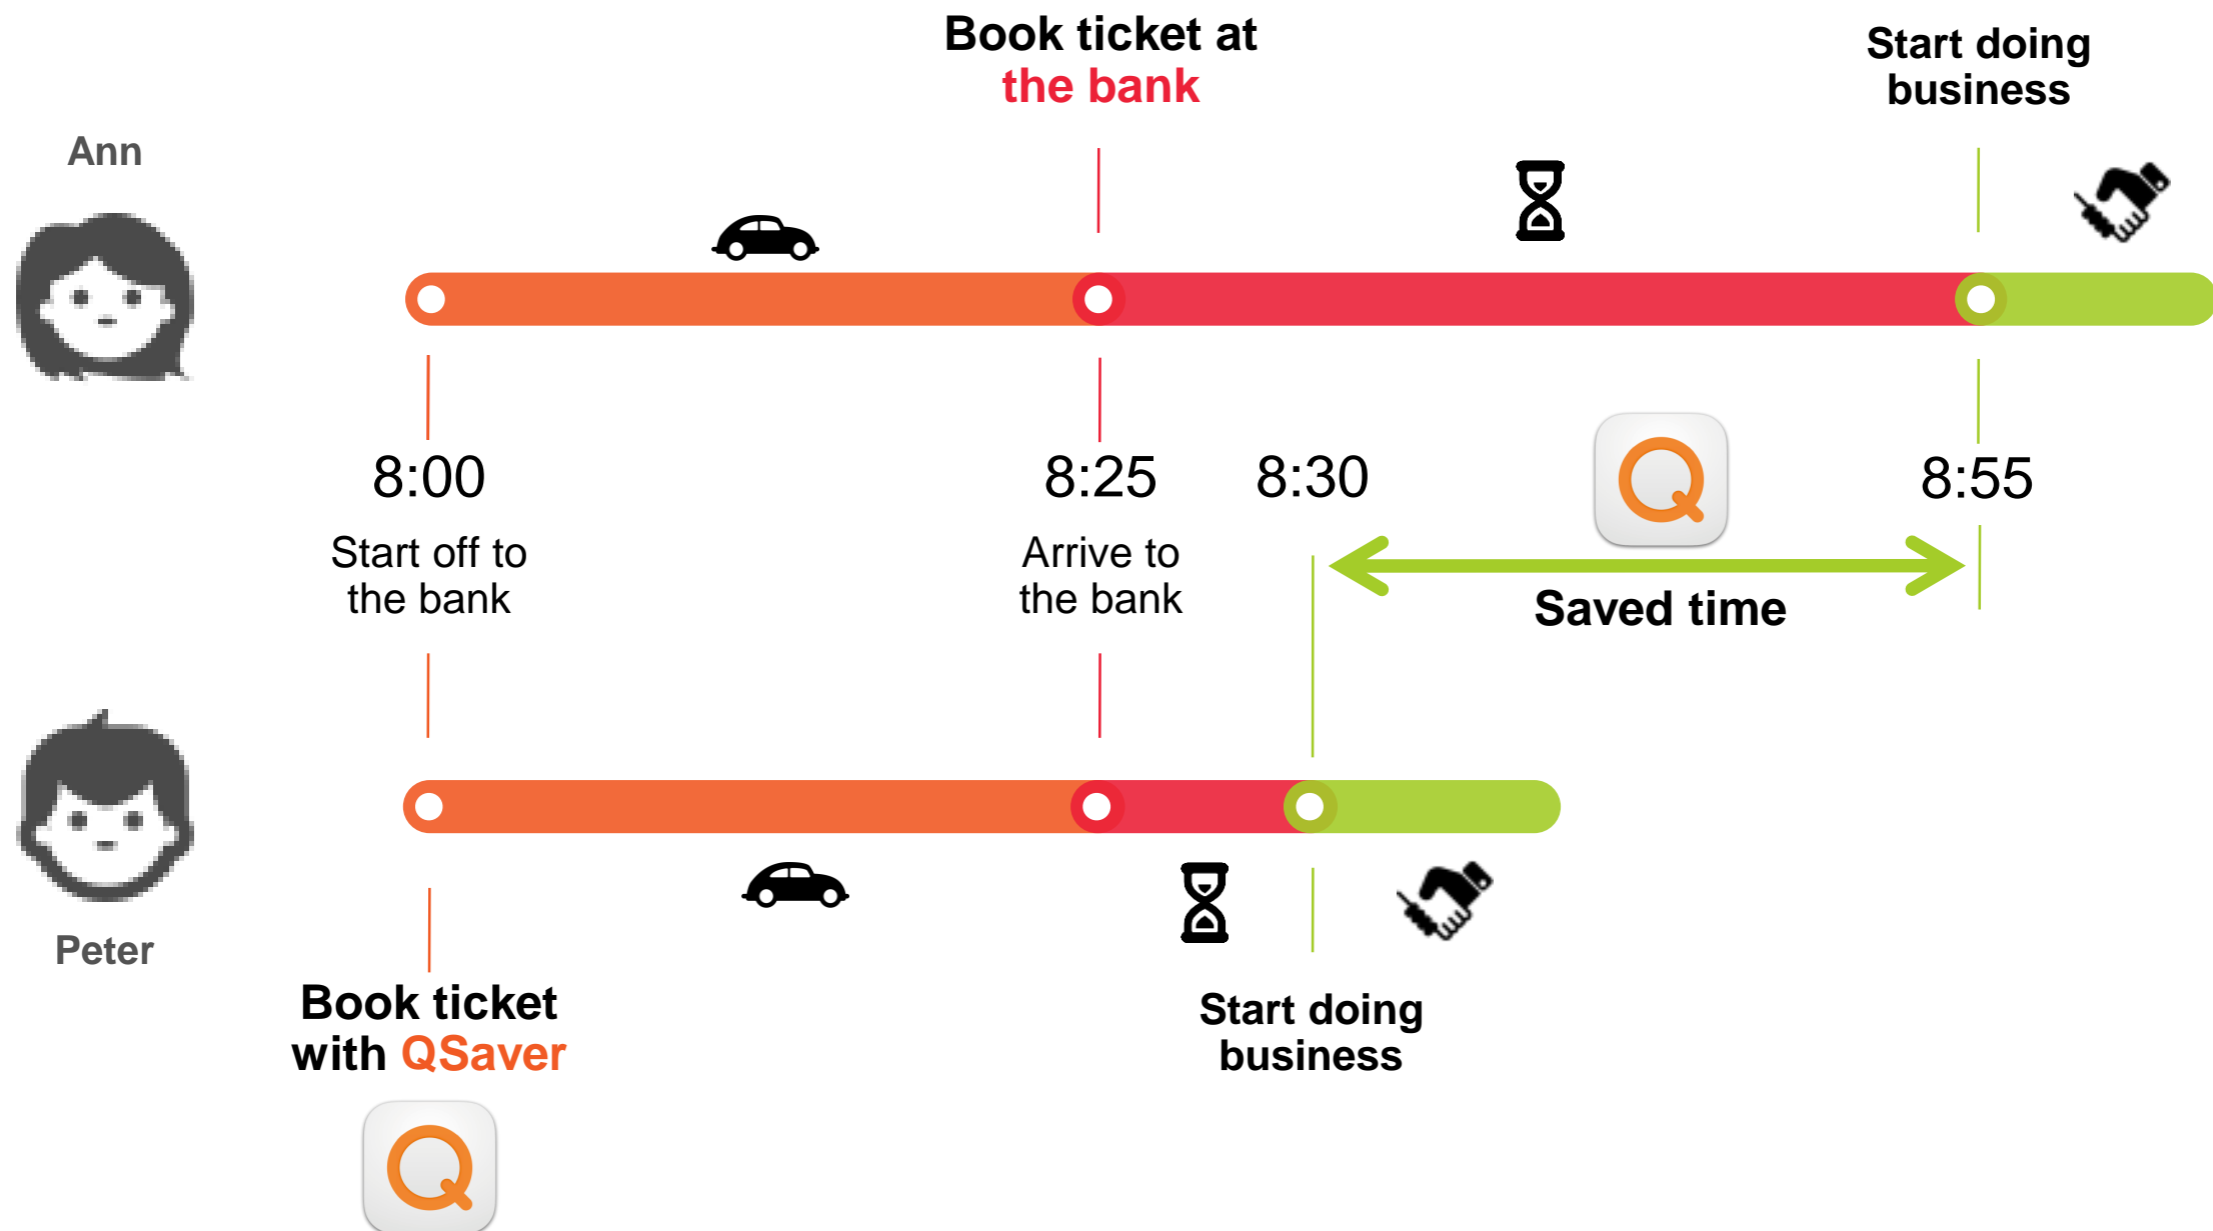 Book ticket at
the bank
Start doing
business
Ann
8:00
8:25
8:30
8:55
Start off to
the bank
Arrive to
the bank
Saved time
Peter
Book ticket
with QSaver
Start doing
business